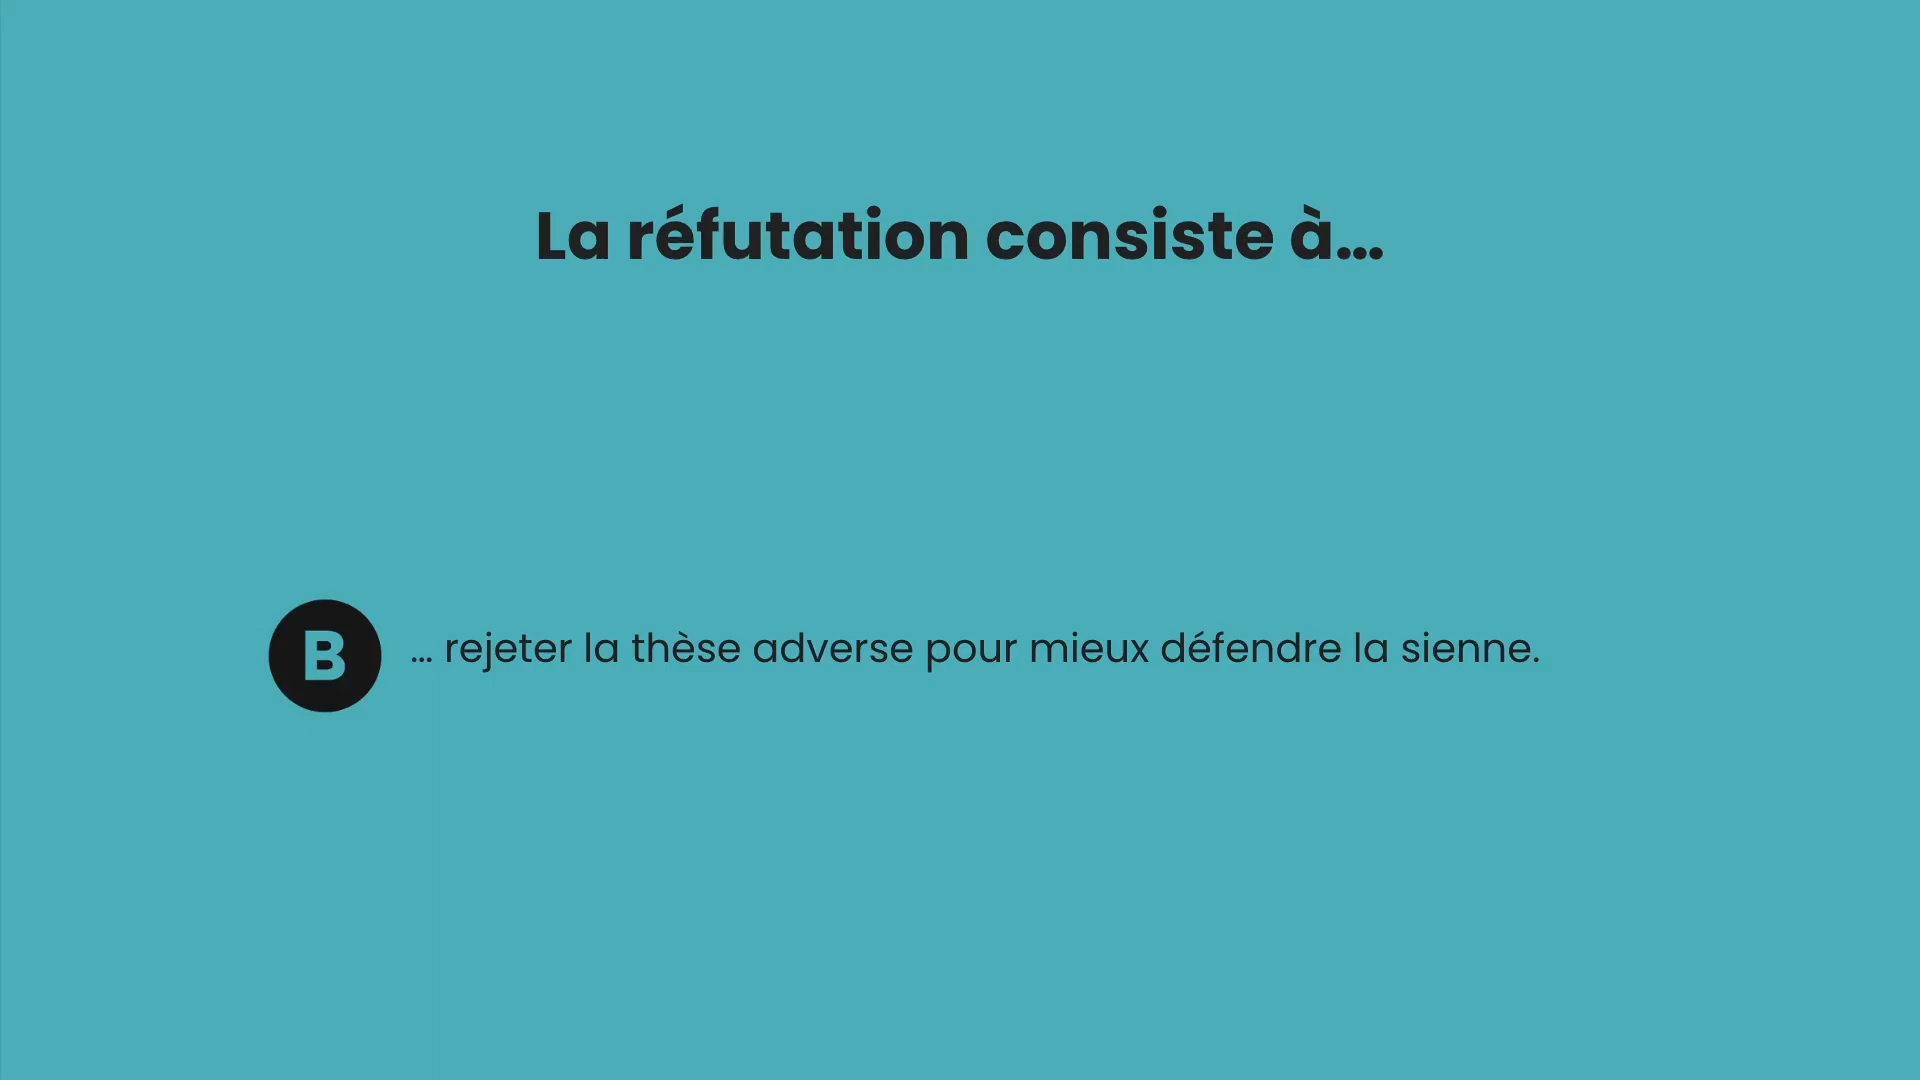 La réfutation consiste à...
B ... rejeter la thèse adverse pour mieux défendre la sienne.